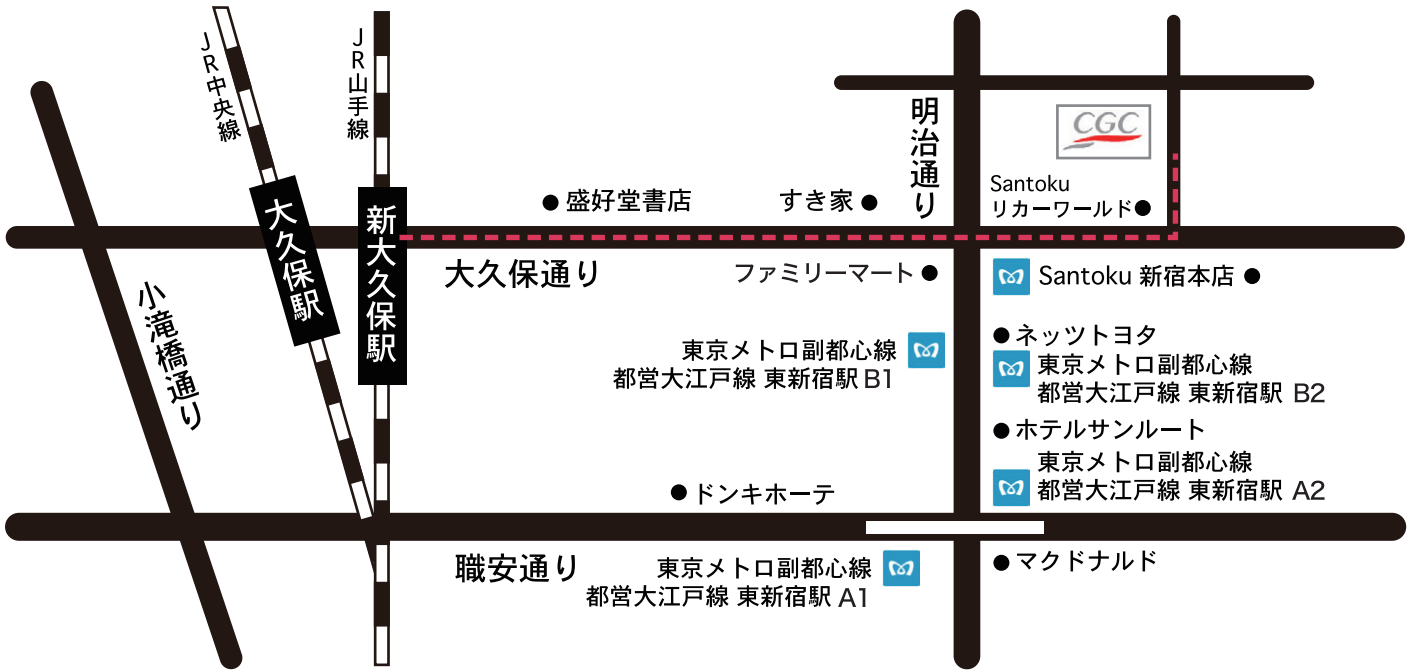 JR中央線
JR山手線
明治通り
CGC
Santoku
リカーワールド
盛好堂書店
すき家
大久保駅
新大久保駅
大久保通り
ファミリーマート
Santoku 新宿本店
小滝橋通り
ネッツトヨタ
東京メトロ副都心線
都営大江戸線 東新宿駅 B1
東京メトロ副都心線
都営大江戸線 東新宿駅 B2
ホテルサンルート
東京メトロ副都心線
都営大江戸線 東新宿駅 A2
ドンキホーテ
職安通り
東京メトロ副都心線
都営大江戸線 東新宿駅 A1
マクドナルド